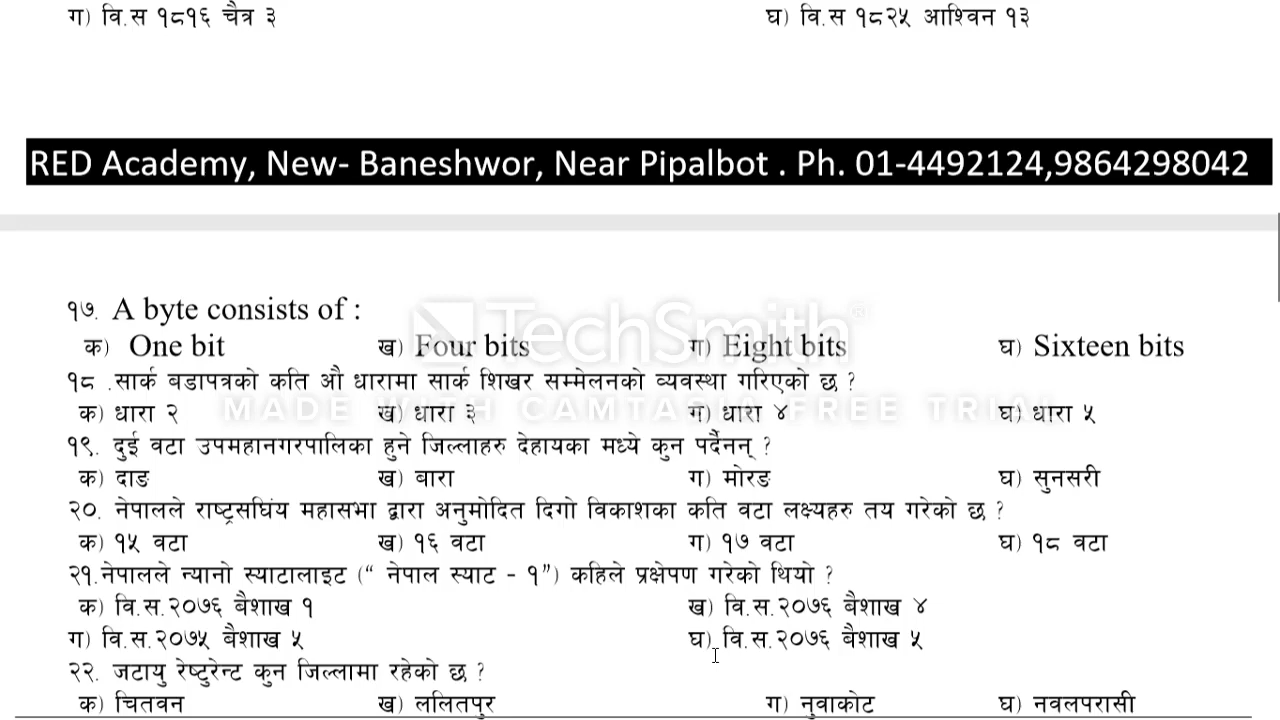 ग) वि.स १८१६ चैत्र ३ घ) वि.स १८२५ आश्विन १३
RED Academy, New- Baneshwor, Near Pipalbot . Ph. 01-4492124,9864298042
१७. A byte consists of :
TechSmith®
क) One bit ख) Four bits ग) Eight bits घ) Sixteen bits
१८ .सार्क बडापत्रको कति औ धारामा सार्क शिखर सम्मेलनको व्यवस्था गरिएको छ ?
MADE WITH CAMTASIA FREE TRIAL
क) धारा २ ख) धारा ३ ग) धारा ४ घ) धारा ५
१९. दुई वटा उपमहानगरपालिका हुने जिल्लाहरु देहायका मध्ये कुन पर्दैनन् ?
क) दाङ ख) बारा ग) मोरङ घ) सुनसरी
२०. नेपालले राष्ट्रसघिंय महासभा द्वारा अनुमोदित दिगो विकाशका कति वटा लक्ष्यहरु तय गरेको छ ?
क) १५ वटा ख) १६ वटा ग) १७ वटा घ) १८ वटा
२१.नेपालले न्यानो स्याटालाइट (“ नेपाल स्याट - १”) कहिले प्रक्षेपण गरेको थियो ?
क) वि.स.२०७६ बैशाख १ ख) वि.स.२०७६ बैशाख ४
ग) वि.स.२०७५ बैशाख ५ घ) वि.स.२०७६ बैशाख ५
२२. जटायु रेष्टुरेन्ट कुन जिल्लामा रहेको छ ?
क) चितवन ख) ललितपुर ग) नुवाकोट घ) नवलपरासी